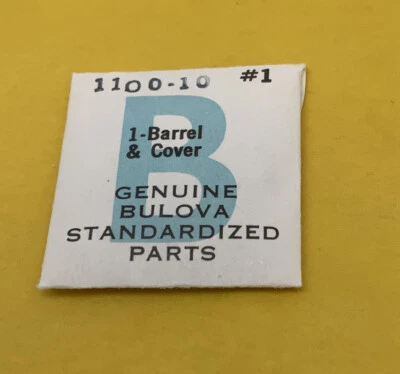 1100-10 #1
B
1-Barrel
& Cover
GENUINE
BULOVA
STANDARDIZED
PARTS